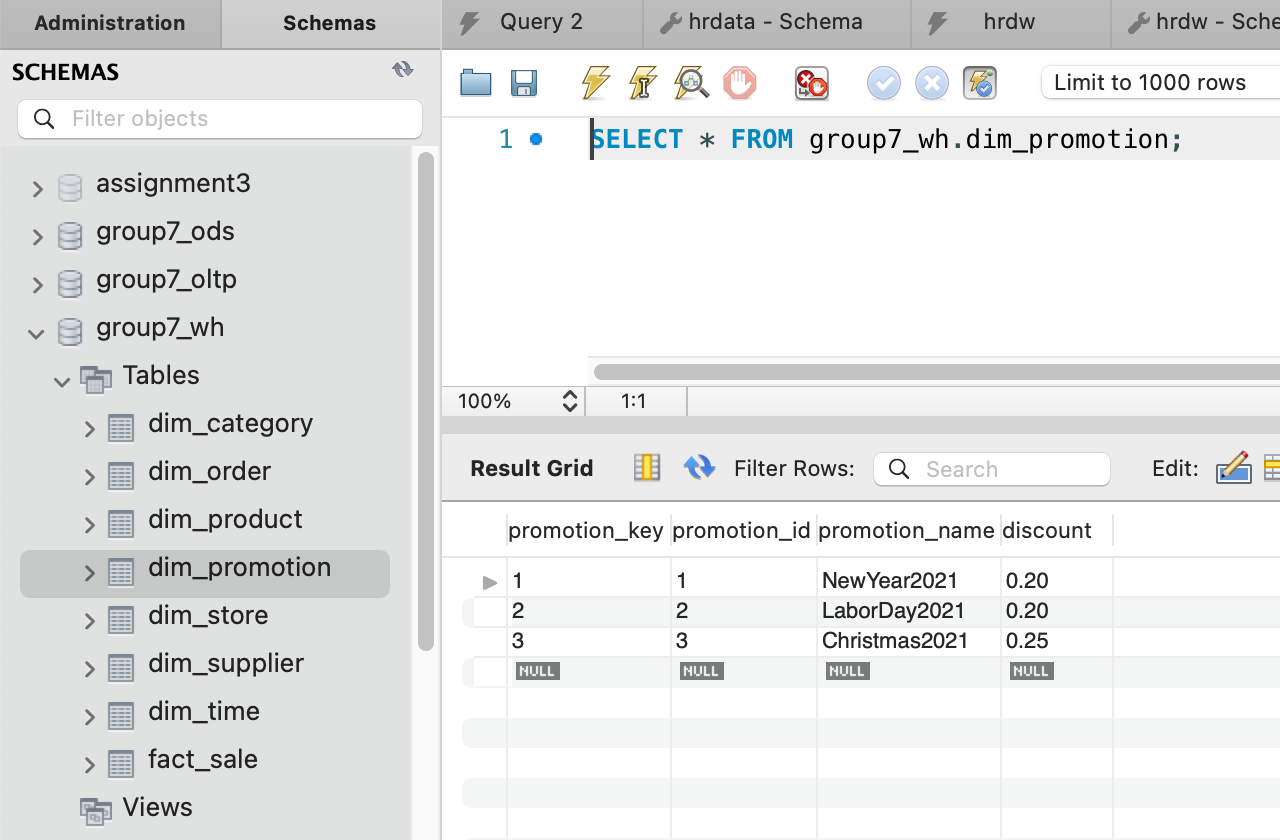 Administration Schemas Query 2 hrdata - Schema hrdw hrdw - Sche
SCHEMAS
Filter objects
Limit to 1000 rows
1 SELECT * FROM group7_wh.dim_promotion;
assignment3
group7_ods
group7_oltp
group7_wh
Tables
dim_category
dim_order
dim_product
dim_promotion
dim_store
dim_supplier
dim_time
fact_sale
Views
100% 1:1
Result Grid Filter Rows: Search Edit:
promotion_key promotion_id promotion_name discount
1 1 NewYear2021 0.20
2 2 LaborDay2021 0.20
3 3 Christmas2021 0.25
NULL NULL NULL NULL